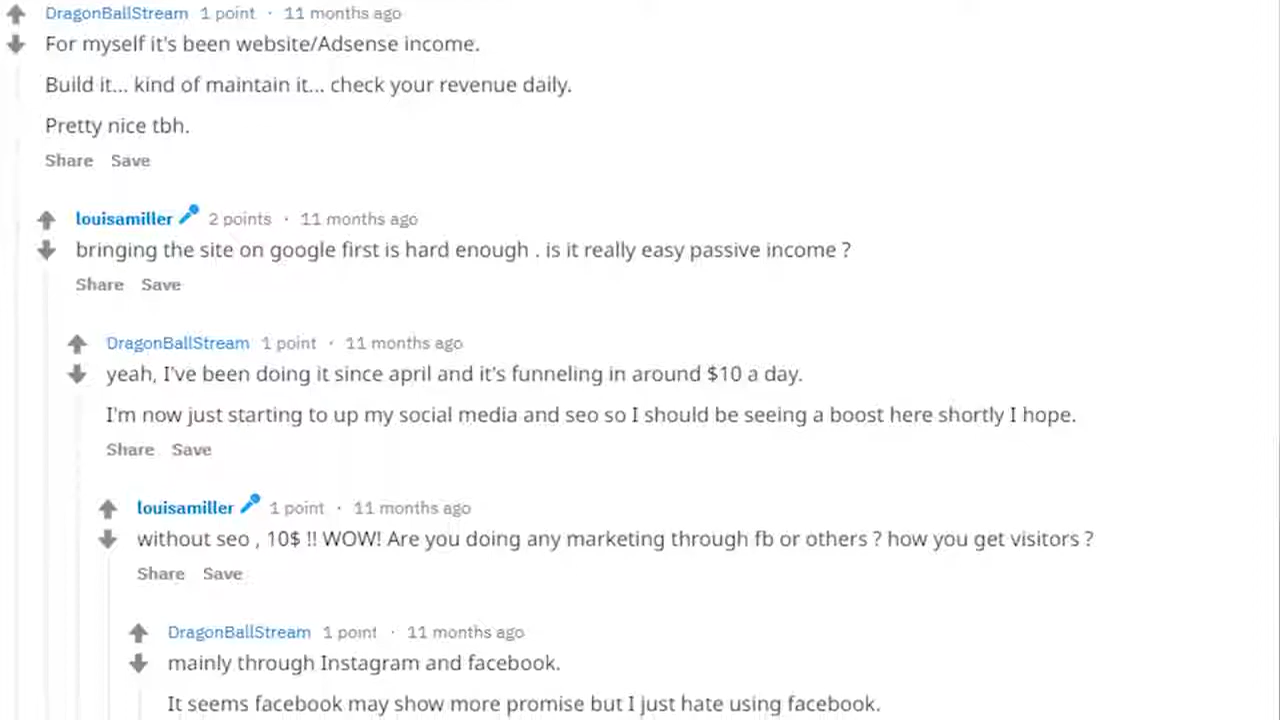 DragonBallStream 1 point · 11 months ago
For myself it's been website/Adsense income.
Build it... kind of maintain it... check your revenue daily.
Pretty nice tbh.
Share Save
louisamiller 2 points · 11 months ago
bringing the site on google first is hard enough . is it really easy passive income ?
Share Save
DragonBallStream 1 point · 11 months ago
yeah, I've been doing it since april and it's funneling in around $10 a day.
I'm now just starting to up my social media and seo so I should be seeing a boost here shortly I hope.
Share Save
louisamiller 1 point · 11 months ago
without seo , 10$ !! WOW! Are you doing any marketing through fb or others ? how you get visitors ?
Share Save
DragonBallStream 1 point · 11 months ago
mainly through Instagram and facebook.
It seems facebook may show more promise but I just hate using facebook.